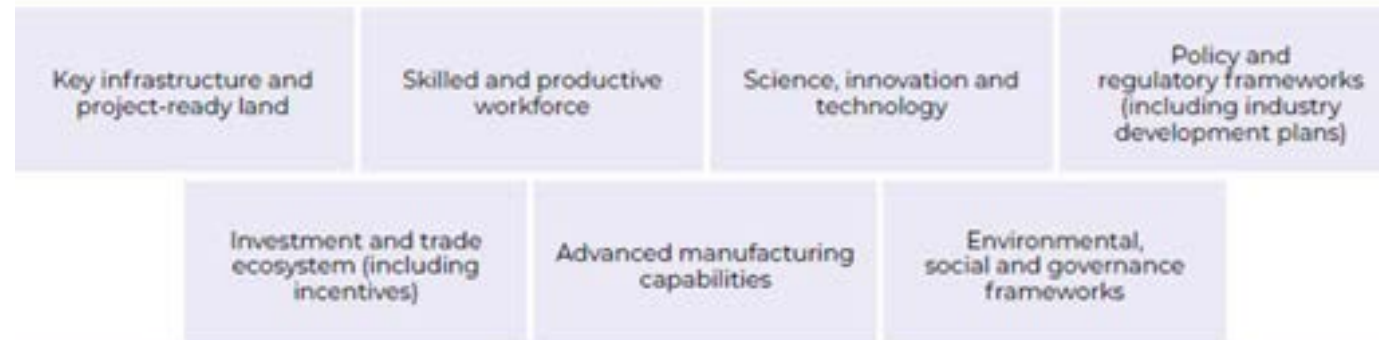 Key infrastructure and
project-ready land
Skilled and productive
workforce
Science, innovation and
technology
Policy and
regulatory frameworks
(including industry
development plans)
Investment and trade
ecosystem (including
incentives)
Advanced manufacturing
capabilities
Environmental,
social and governance
frameworks